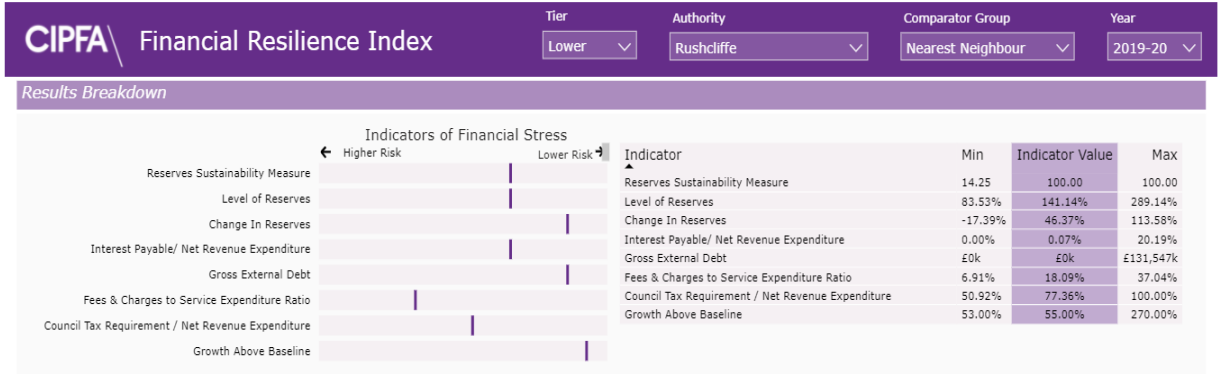 CIPFA\ Financial Resilience Index
Tier
Lower
Authority
Rushcliffe
Comparator Group
Nearest Neighbour
Year
2019-20
Results Breakdown
Indicators of Financial Stress
← Higher Risk Lower Risk →
Reserves Sustainability Measure
Level of Reserves
Change In Reserves
Interest Payable/ Net Revenue Expenditure
Gross External Debt
Fees & Charges to Service Expenditure Ratio
Council Tax Requirement / Net Revenue Expenditure
Growth Above Baseline
Indicator Min Indicator Value Max
Reserves Sustainability Measure 14.25 100.00 100.00
Level of Reserves 83.53% 141.14% 289.14%
Change In Reserves -17.39% 46.37% 113.58%
Interest Payable/ Net Revenue Expenditure 0.00% 0.07% 20.19%
Gross External Debt £0k £0k £131,547k
Fees & Charges to Service Expenditure Ratio 6.91% 18.09% 37.04%
Council Tax Requirement / Net Revenue Expenditure 50.92% 77.36% 100.00%
Growth Above Baseline 53.00% 55.00% 270.00%